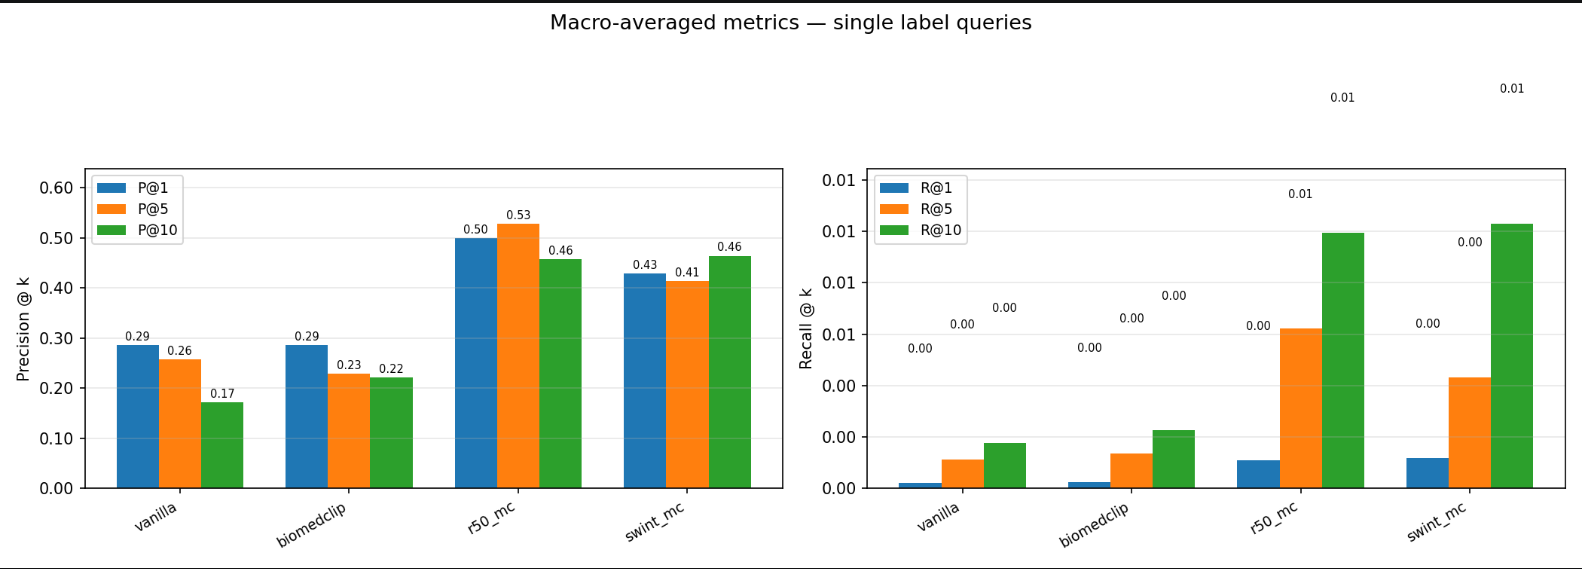 Macro-averaged metrics — single label queries
Precision @ k
0.60
0.50
0.40
0.30
0.20
0.10
0.00
P@1
P@5
P@10
0.29
0.26
0.17
0.29
0.23
0.22
0.50
0.53
0.46
0.43
0.41
0.46
vanilla
biomedclip
r50_mc
swint_mc
Recall @ k
0.01
0.01
0.01
0.01
0.00
0.00
0.00
R@1
R@5
R@10
0.00
0.00
0.00
0.00
0.00
0.00
0.00
0.01
0.01
0.00
0.00
0.01
vanilla
biomedclip
r50_mc
swint_mc